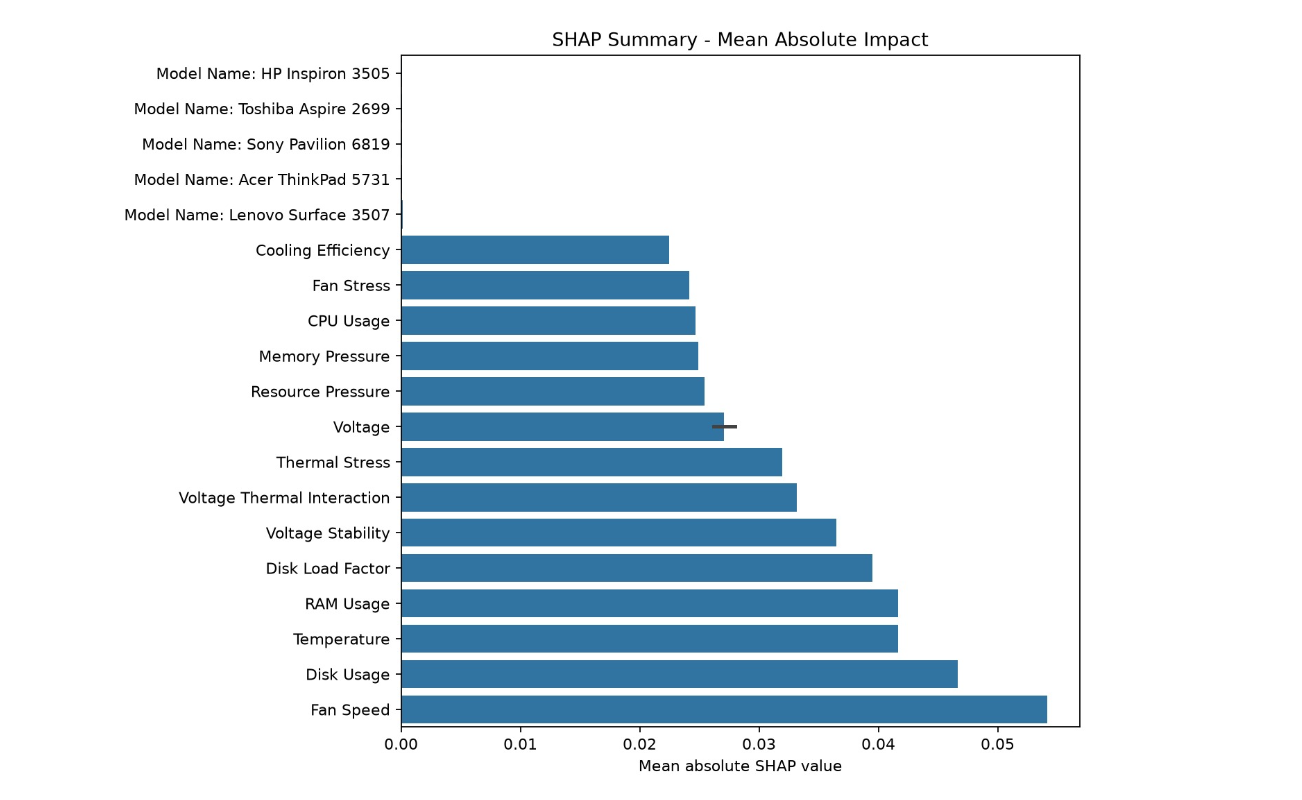 SHAP Summary - Mean Absolute Impact
Model Name: HP Inspiron 3505
Model Name: Toshiba Aspire 2699
Model Name: Sony Pavilion 6819
Model Name: Acer ThinkPad 5731
Model Name: Lenovo Surface 3507
Cooling Efficiency
Fan Stress
CPU Usage
Memory Pressure
Resource Pressure
Voltage
Thermal Stress
Voltage Thermal Interaction
Voltage Stability
Disk Load Factor
RAM Usage
Temperature
Disk Usage
Fan Speed
0.00 0.01 0.02 0.03 0.04 0.05
Mean absolute SHAP value